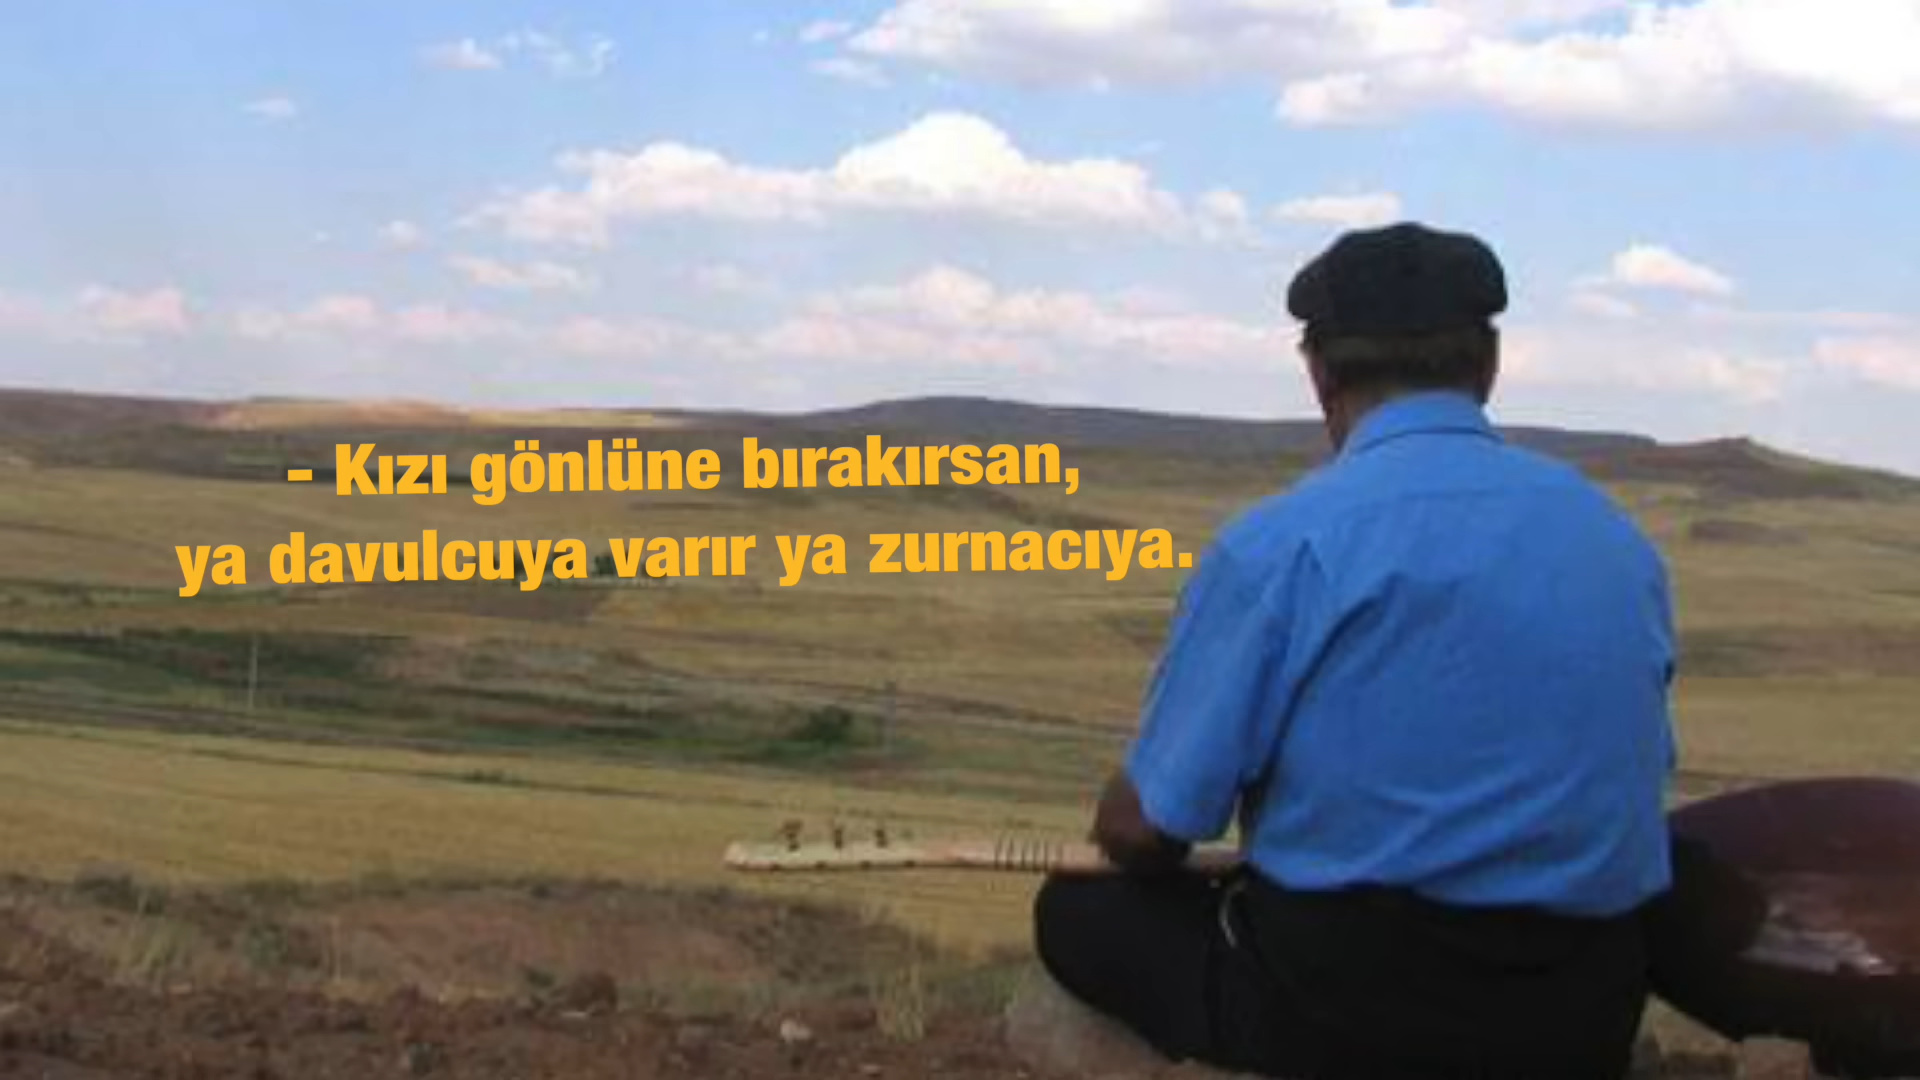 - Kızı gönlüne bırakırsan,
ya davulcuya varır ya zurnacıya.